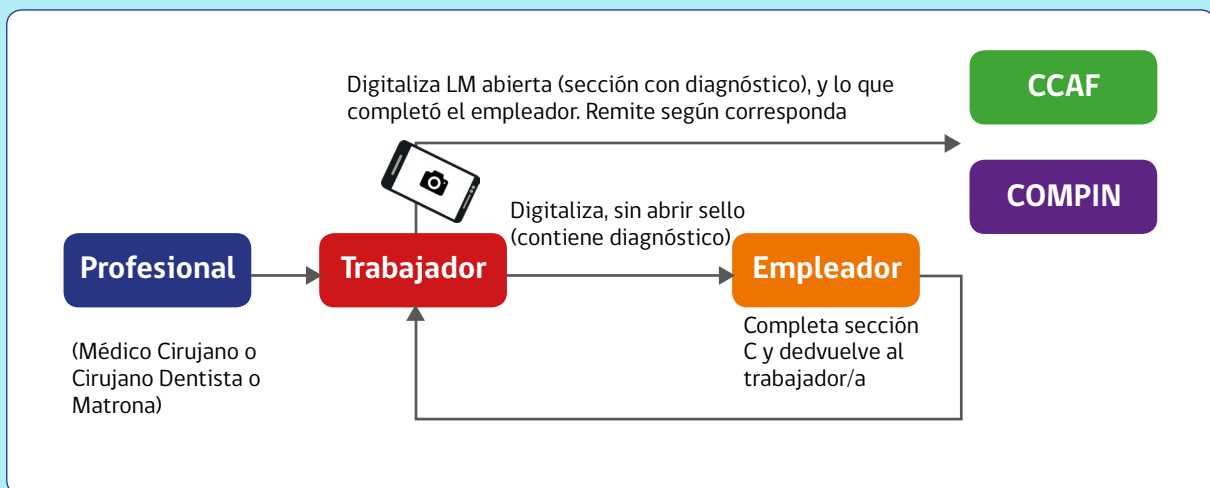 Digitaliza LM abierta (sección con diagnóstico), y lo que
completó el empleador. Remite según corresponda
CCAF
COMPIN
Digitaliza, sin abrir sello
(contiene diagnóstico)
Profesional
Trabajador
Empleador
(Médico Cirujano o
Cirujano Dentista o
Matrona)
Completa sección
C y dedvuelve al
trabajador/a